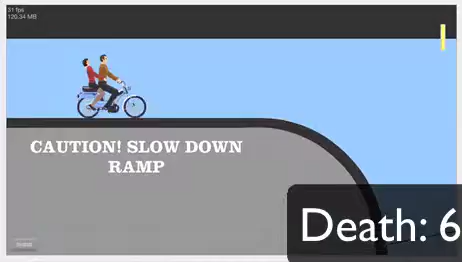 31 fps
120.34 MB
CAUTION! SLOW DOWN
RAMP
Death: 6